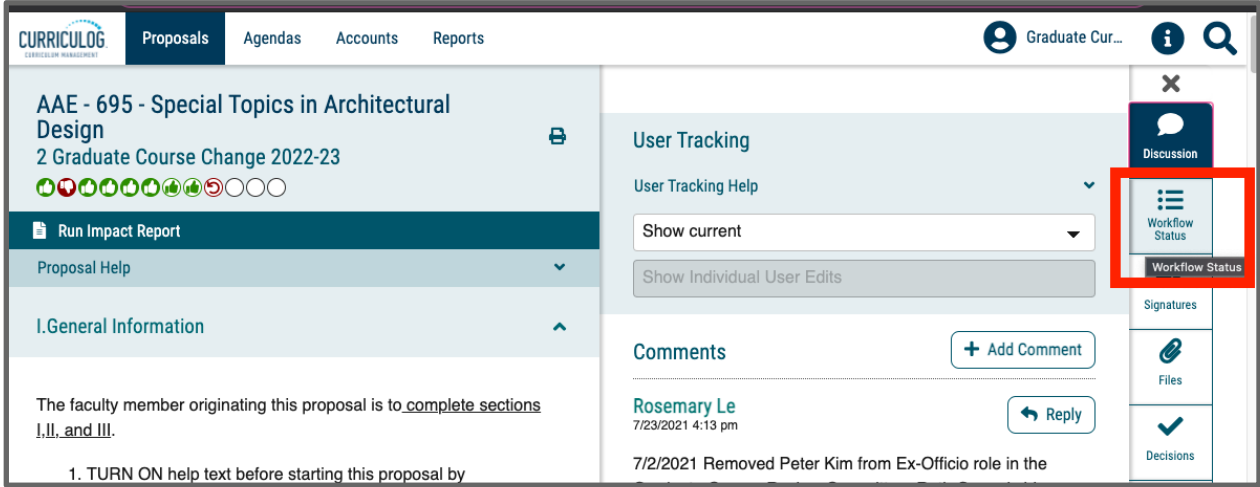 CURRICULOG
CURRICULUM MANAGEMENT
Proposals
Agendas
Accounts
Reports
Graduate Cur...
AAE - 695 - Special Topics in Architectural
Design
2 Graduate Course Change 2022-23
Run Impact Report
Proposal Help
I.General Information
The faculty member originating this proposal is to complete sections
I,II, and III.
1. TURN ON help text before starting this proposal by
User Tracking
User Tracking Help
Show current
Show Individual User Edits
Comments
Add Comment
Rosemary Le
7/23/2021 4:13 pm
Reply
7/2/2021 Removed Peter Kim from Ex-Officio role in the
Discussion
Workflow
Status
Workflow Status
Signatures
Files
Decisions